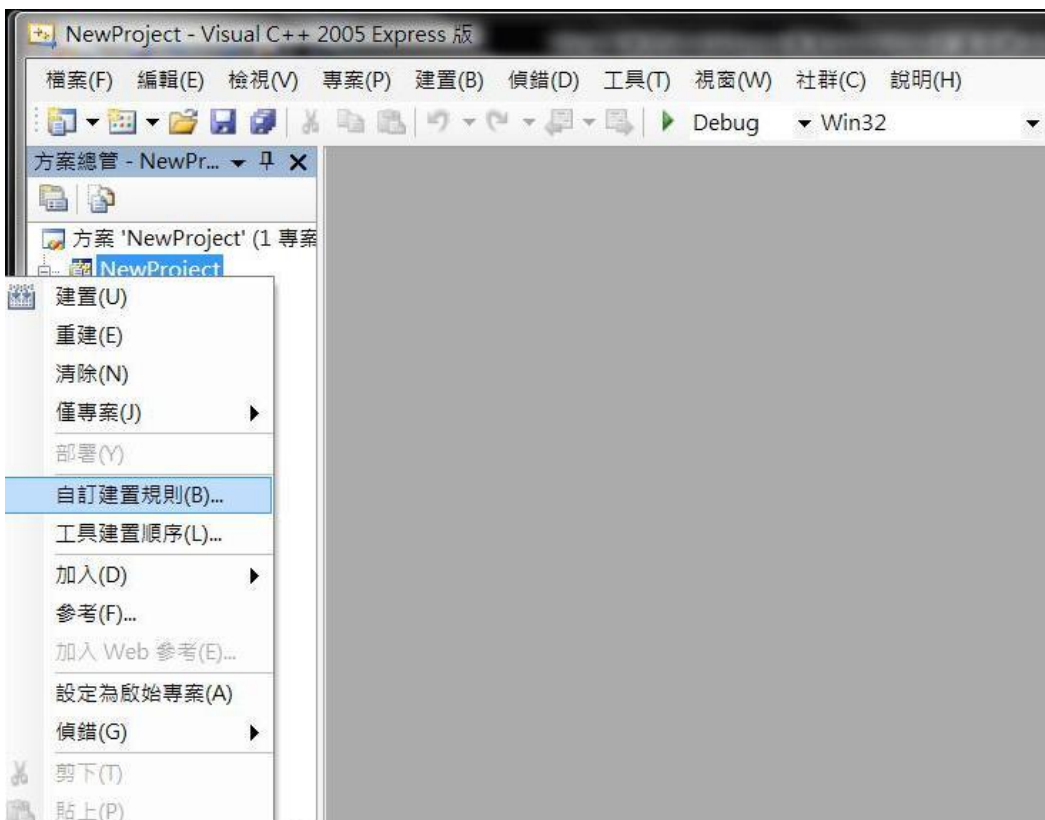 NewProject - Visual C++ 2005 Express 版
檔案(F) 編輯(E) 檢視(V) 專案(P) 建置(B) 偵錯(D) 工具(T) 視窗(W) 社群(C) 說明(H)
Debug Win32
方案總管 - NewPr...
方案 'NewProject' (1 專案
NewProject
建置(U)
重建(E)
清除(N)
僅專案(J)
部署(Y)
自訂建置規則(B)...
工具建置順序(L)...
加入(D)
參考(F)...
加入 Web 參考(E)...
設定為啟始專案(A)
偵錯(G)
剪下(T)
貼上(P)